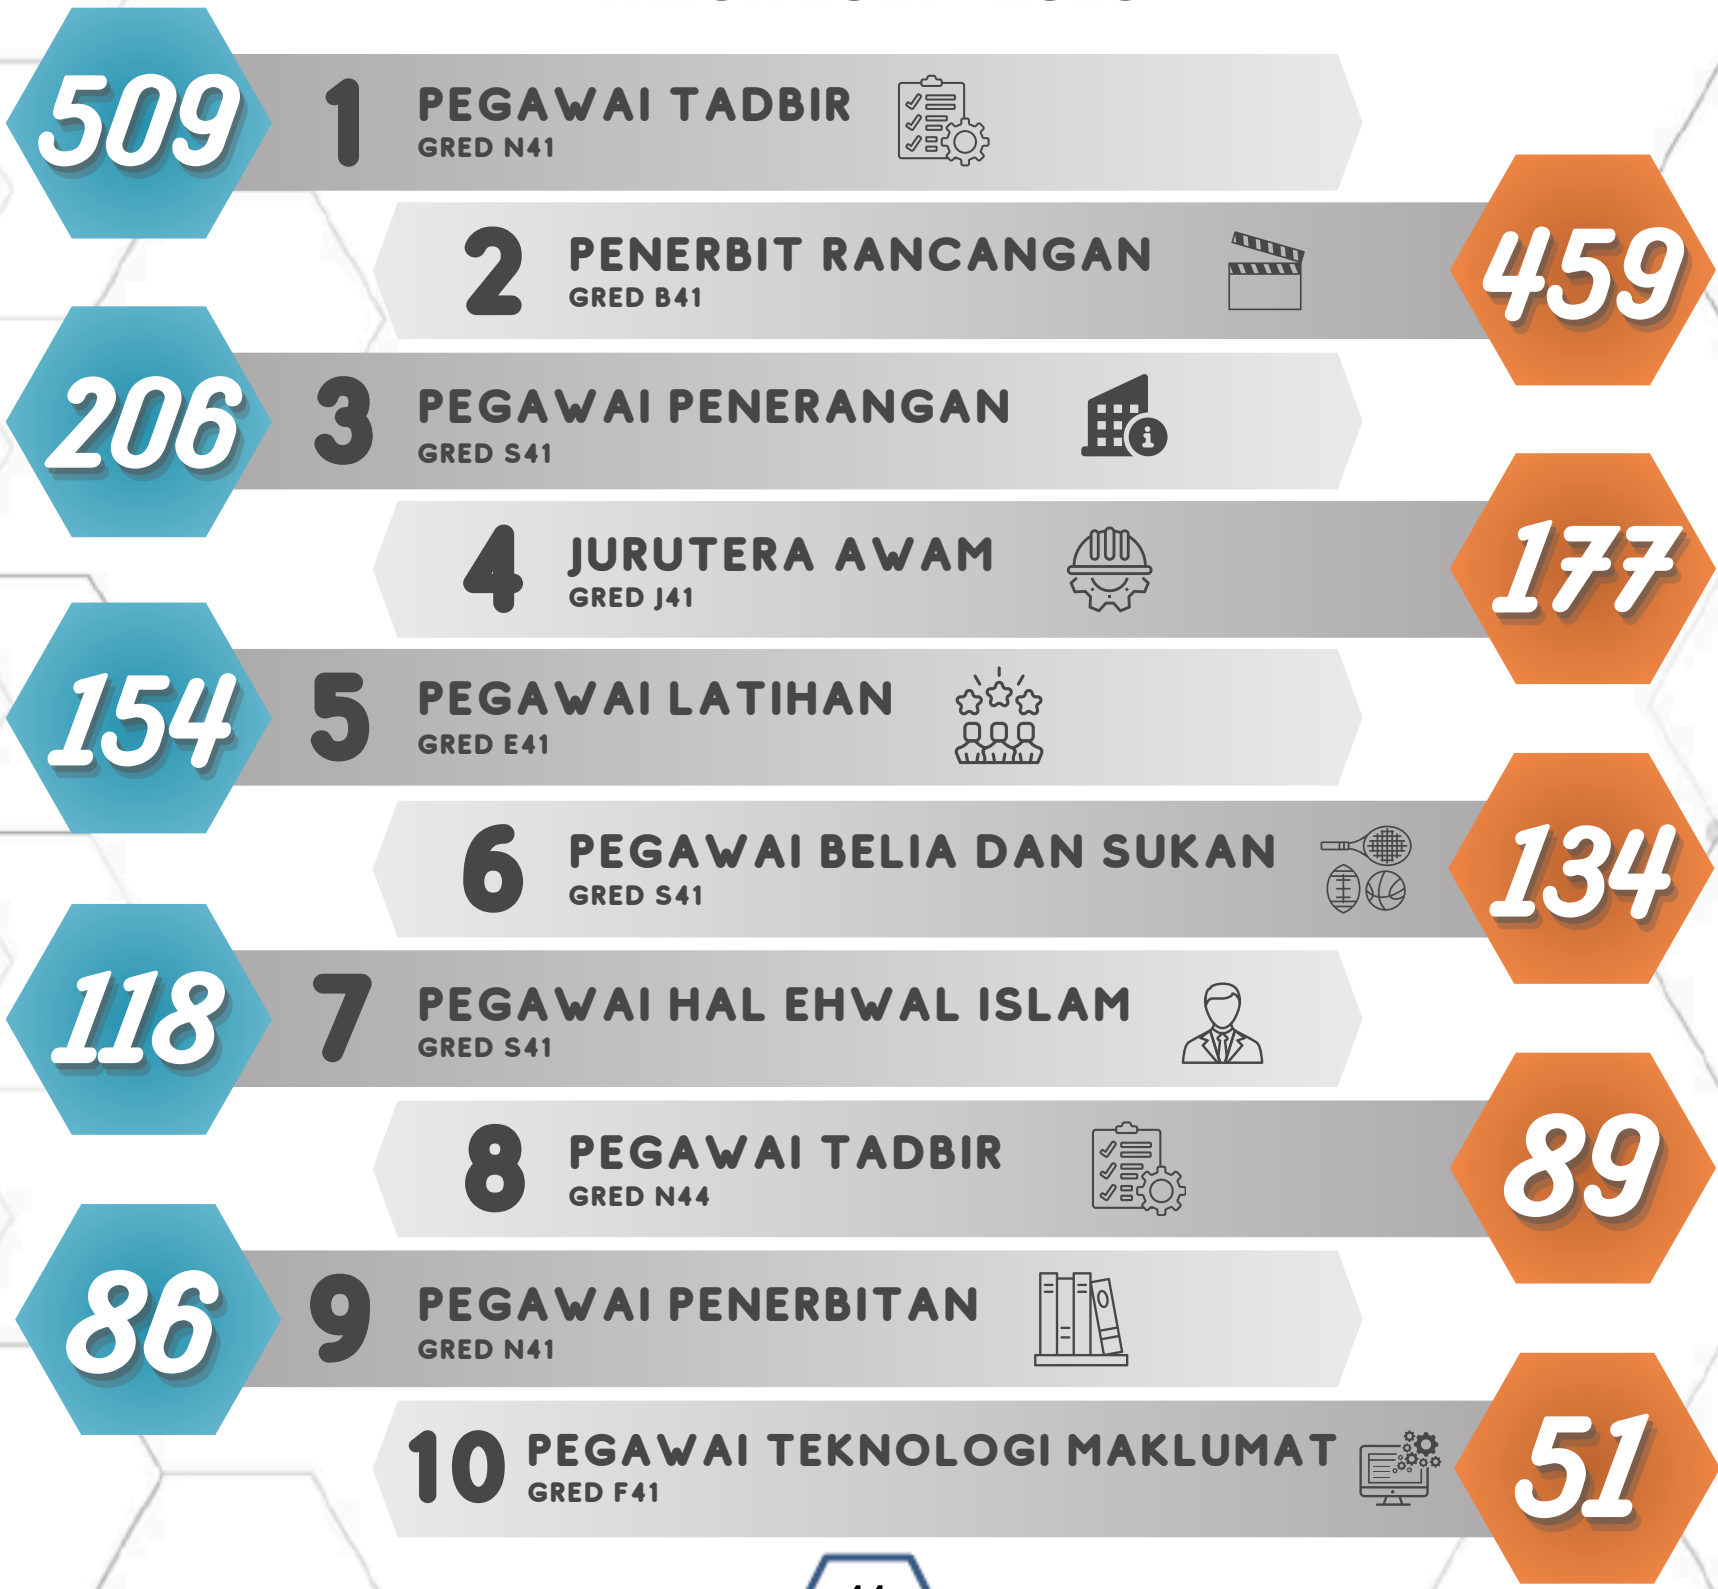 509
1
PEGAWAI TADBIR
GRED N41
2
PENERBIT RANCANGAN
GRED B41
459
206
3
PEGAWAI PENERANGAN
GRED S41
4
JURUTERA AWAM
GRED J41
177
154
5
PEGAWAI LATIHAN
GRED E41
6
PEGAWAI BELIA DAN SUKAN
GRED S41
134
118
7
PEGAWAI HAL EHWAL ISLAM
GRED S41
8
PEGAWAI TADBIR
GRED N44
89
86
9
PEGAWAI PENERBITAN
GRED N41
10
PEGAWAI TEKNOLOGI MAKLUMAT
GRED F41
51